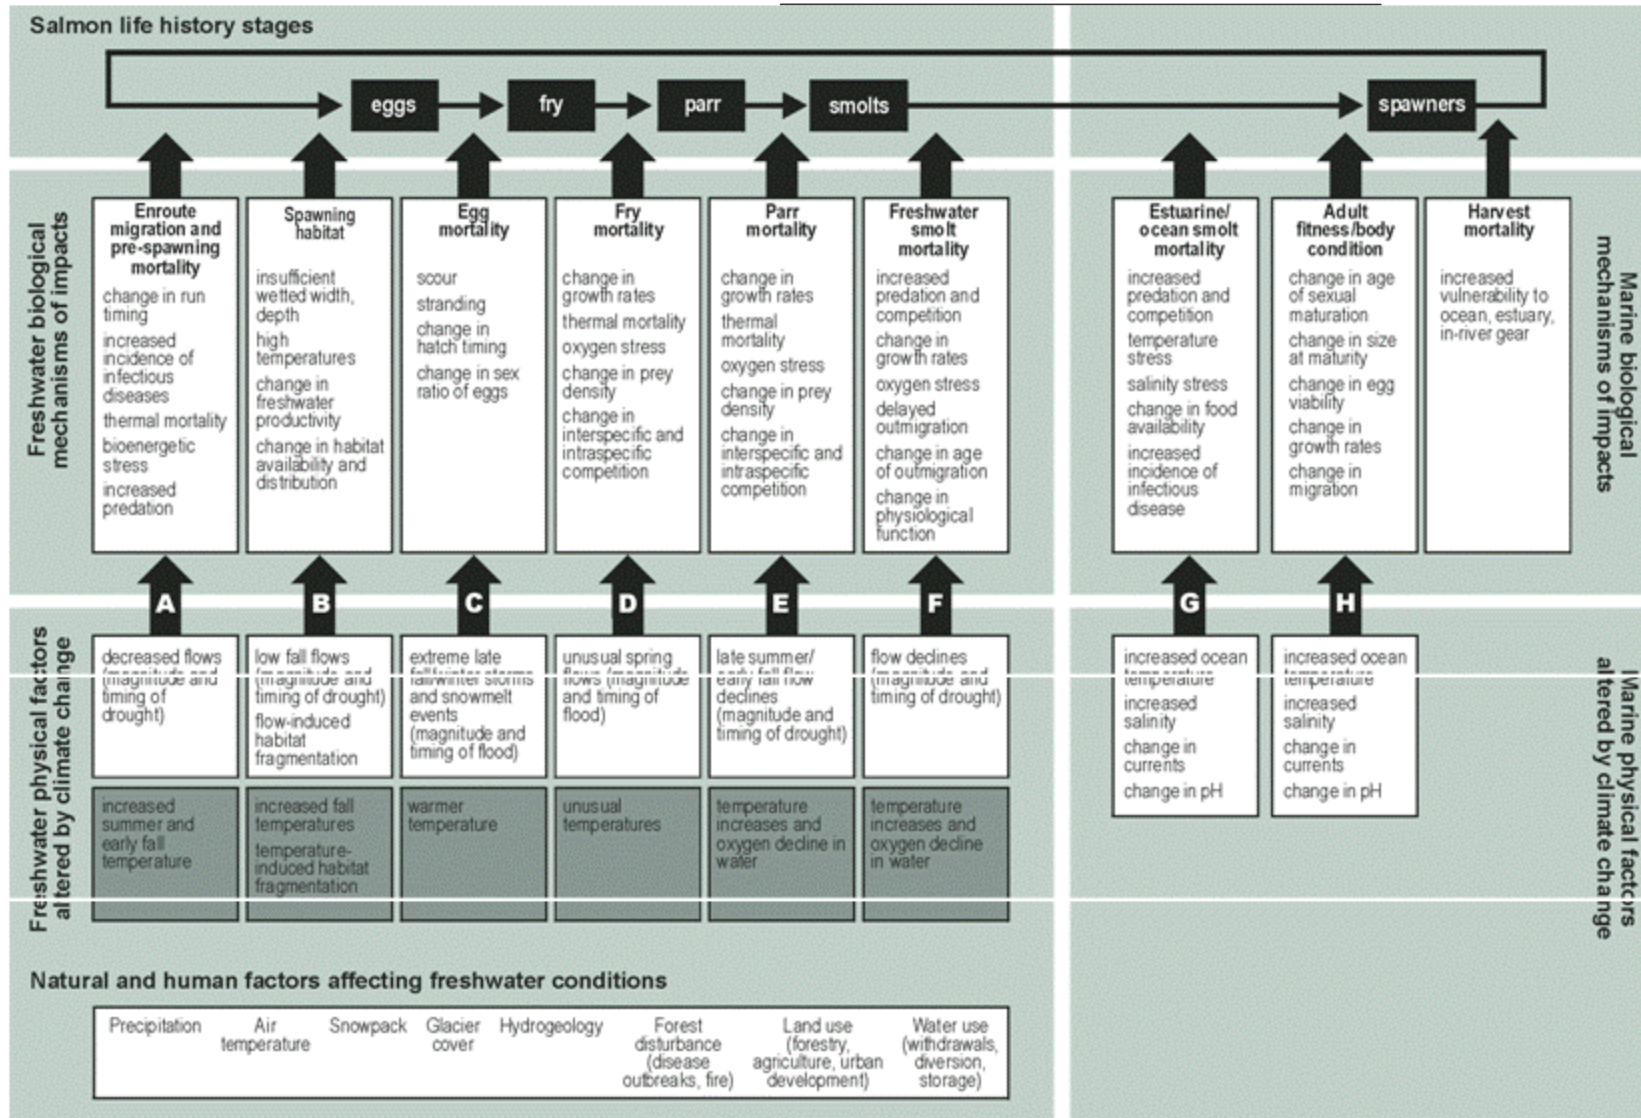 Salmon life history stages
eggs
fry
parr
smolts
spawners
Freshwater biological
mechanisms of impacts
Enroute
migration and
pre-spawning
mortality
change in run
timing
increased
incidence of
infectious
diseases
thermal mortality
bioenergetic
stress
increased
predation
Spawning
habitat
insufficient
wetted width,
depth
high
temperatures
change in
freshwater
productivity
change in habitat
availability and
distribution
Egg
mortality
scour
stranding
change in
hatch timing
change in sex
ratio of eggs
Fry
mortality
change in
growth rates
thermal mortality
oxygen stress
change in prey
density
change in
interspecific and
intraspecific
competition
Parr
mortality
change in
growth rates
thermal
mortality
oxygen stress
change in prey
density
change in
interspecific and
intraspecific
competition
Freshwater
smolt
mortality
increased
predation and
competition
change in
growth rates
oxygen stress
delayed
outmigration
change in age
of outmigration
change in
physiological
function
Estuarine/
ocean smolt
mortality
increased
predation and
competition
temperature
stress
salinity stress
change in food
availability
increased
incidence of
infectious
disease
Adult
fitness/body
condition
change in age
of sexual
maturation
change in size
at maturity
change in egg
viability
change in
growth rates
change in
migration
Harvest
mortality
increased
vulnerability to
ocean, estuary,
in-river gear
Marine biological
mechanisms of impacts
A
B
C
D
E
F
G
H
Freshwater physical factors
altered by climate change
decreased flows
(magnitude and
timing of
drought)
low fall flows
(magnitude and
timing of drought)
flow-induced
habitat
fragmentation
extreme late
fall/winter storms
and snowmelt
events
(magnitude and
timing of flood)
unusual spring
flows (magnitude
and timing of
flood)
late summer/
early fall flow
declines
(magnitude and
timing of drought)
flow declines
(magnitude and
timing of drought)
increased ocean
temperature
increased
salinity
change in
currents
change in pH
increased ocean
temperature
increased
salinity
change in
currents
change in pH
Marine physical factors
altered by climate change
increased
summer and
early fall
temperature
increased fall
temperatures
temperature-
induced habitat
fragmentation
warmer
temperature
unusual
temperatures
temperature
increases and
oxygen decline in
water
temperature
increases and
oxygen decline
in water
Natural and human factors affecting freshwater conditions
Precipitation
Air
temperature
Snowpack
Glacier
cover
Hydrogeology
Forest
disturbance
(disease
outbreaks, fire)
Land use
(forestry,
agriculture, urban
development)
Water use
(withdrawals,
diversion,
storage)